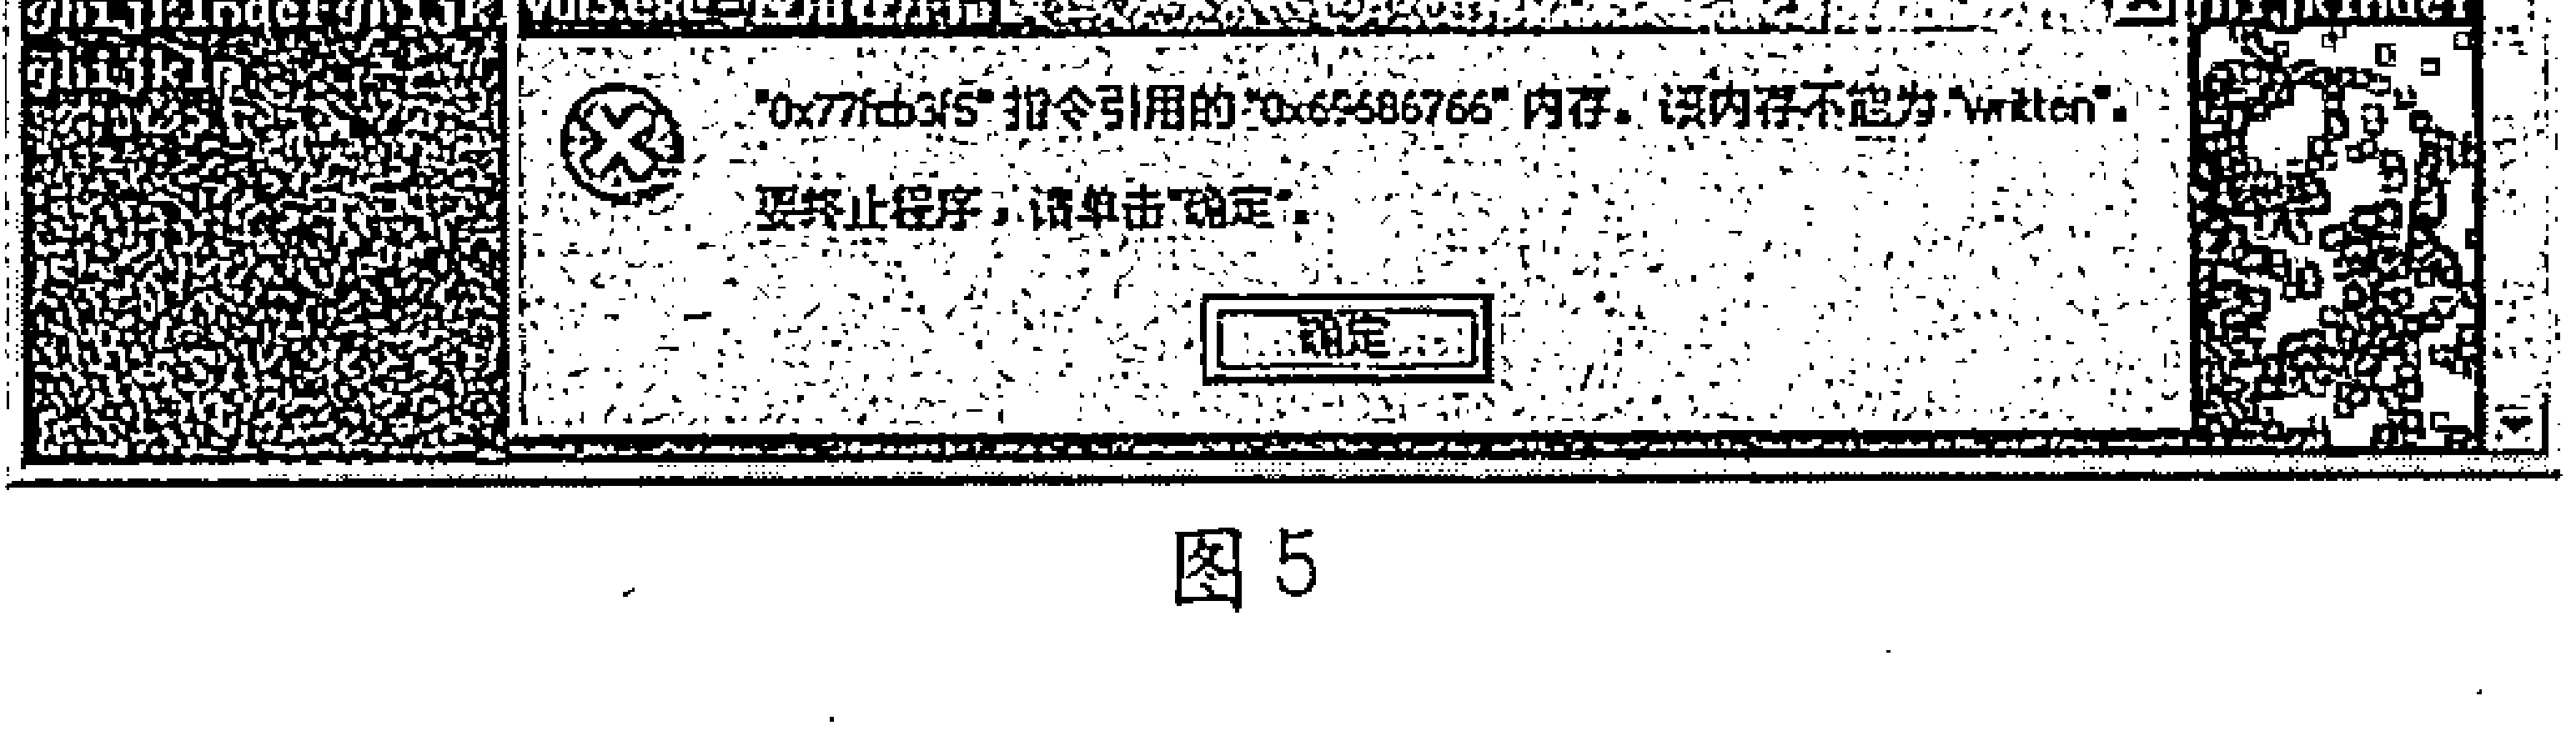 "0x77fcb3f5" 指令引用的 "0x69686766" 内存。该内存不能为 "written"。
要终止程序，请单击"确定"。
确定
图 5